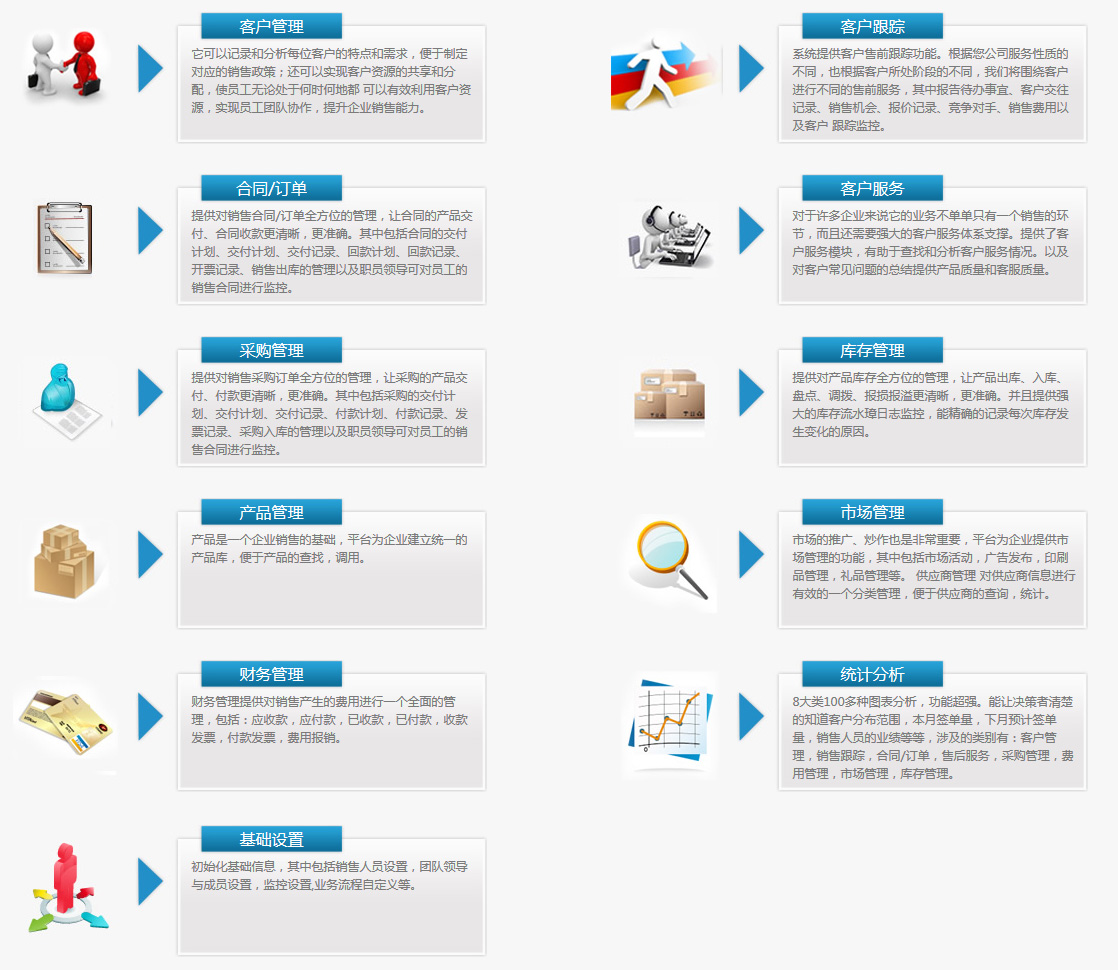 客户管理
它可以记录和分析每位客户的特点和需求，便于制定
对应的销售政策；还可以实现客户资源的共享和分
配，使员工无论处于何时何地都 可以有效利用客户资
源，实现员工团队协作，提升企业销售能力。
客户跟踪
系统提供客户售前跟踪功能。根据您公司服务性质的
不同，也根据客户所处阶段的不同，我们将围绕客户
进行不同的售前服务，其中报告待办事宜、客户交往
记录、销售机会、报价记录、竞争对手、销售费用以
及客户 跟踪监控。
合同/订单
提供对销售合同/订单全方位的管理，让合同的产品交
付、合同收款更清晰，更准确。其中包括合同的交付
计划、交付计划、交付记录、回款计划、回款记录、
开票记录、销售出库的管理以及职员领导可对员工的
销售合同进行监控。
客户服务
对于许多企业来说它的业务不单单只有一个销售的环
节，而且还需要强大的客户服务体系支撑。提供了客
户服务模块，有助于查找和分析客户服务情况。以及
对客户常见问题的总结提供产品质量和客服质量。
采购管理
提供对销售采购订单全方位的管理，让采购的产品交
付、付款更清晰，更准确。其中包括采购的交付计
划、交付计划、交付记录、付款计划、付款记录、发
票记录、采购入库的管理以及职员领导可对员工的销
售合同进行监控。
库存管理
提供对产品库存全方位的管理，让产品出库、入库、
盘点、调拨、报损报溢更清晰，更准确。并且提供强
大的库存流水璋日志监控，能精确的记录每次库存发
生变化的原因。
产品管理
产品是一个企业销售的基础，平台为企业建立统一的
产品库，便于产品的查找，调用。
市场管理
市场的推广、炒作也是非常重要，平台为企业提供市
场管理的功能，其中包括市场活动，广告发布，印刷
品管理，礼品管理等。 供应商管理 对供应商信息进行
有效的一个分类管理，便于供应商的查询，统计。
财务管理
财务管理提供对销售产生的费用进行一个全面的管
理，包括：应收款，应付款，已收款，已付款，收款
发票，付款发票，费用报销。
统计分析
8大类100多种图表分析，功能超强。能让决策者清楚
的知道客户分布范围，本月签单量，下月预计签单
量，销售人员的业绩等等，涉及的类别有：客户管
理，销售跟踪，合同/订单，售后服务，采购管理，费
用管理，市场管理，库存管理。
基础设置
初始化基础信息，其中包括销售人员设置，团队领导
与成员设置，监控设置,业务流程自定义等。